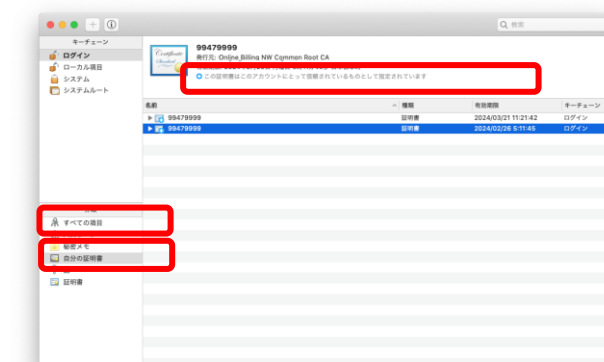 検索
キーチェーン
ログイン
ローカル項目
システム
システムルート
Certificate
Standard
99479999
発行元: Online Billing NW Common Root CA
この証明書はこのアカウントにとって信頼されているものとして指定されています
名前 種類 有効期限 キーチェーン
99479999 証明書 2024/03/21 11:21:42 ログイン
99479999 証明書 2024/02/26 5:11:45 ログイン
すべての項目
秘密メモ
自分の証明書
証明書